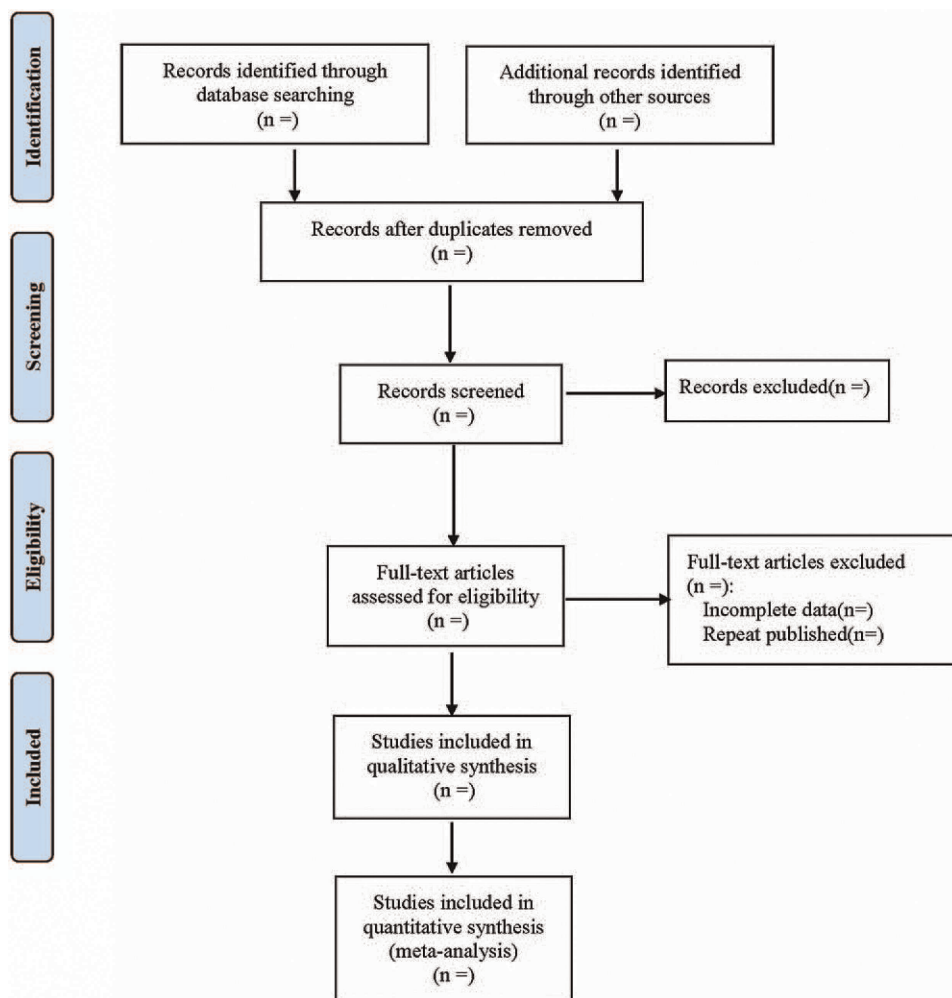 Identification
Records identified through
database searching
(n =)
Additional records identified
through other sources
(n =)
Records after duplicates removed
(n =)
Screening
Records screened
(n =)
Records excluded(n =)
Eligibility
Full-text articles
assessed for eligibility
(n =)
Full-text articles excluded
(n =):
Incomplete data(n=)
Repeat published(n=)
Included
Studies included in
qualitative synthesis
(n =)
Studies included in
quantitative synthesis
(meta-analysis)
(n =)